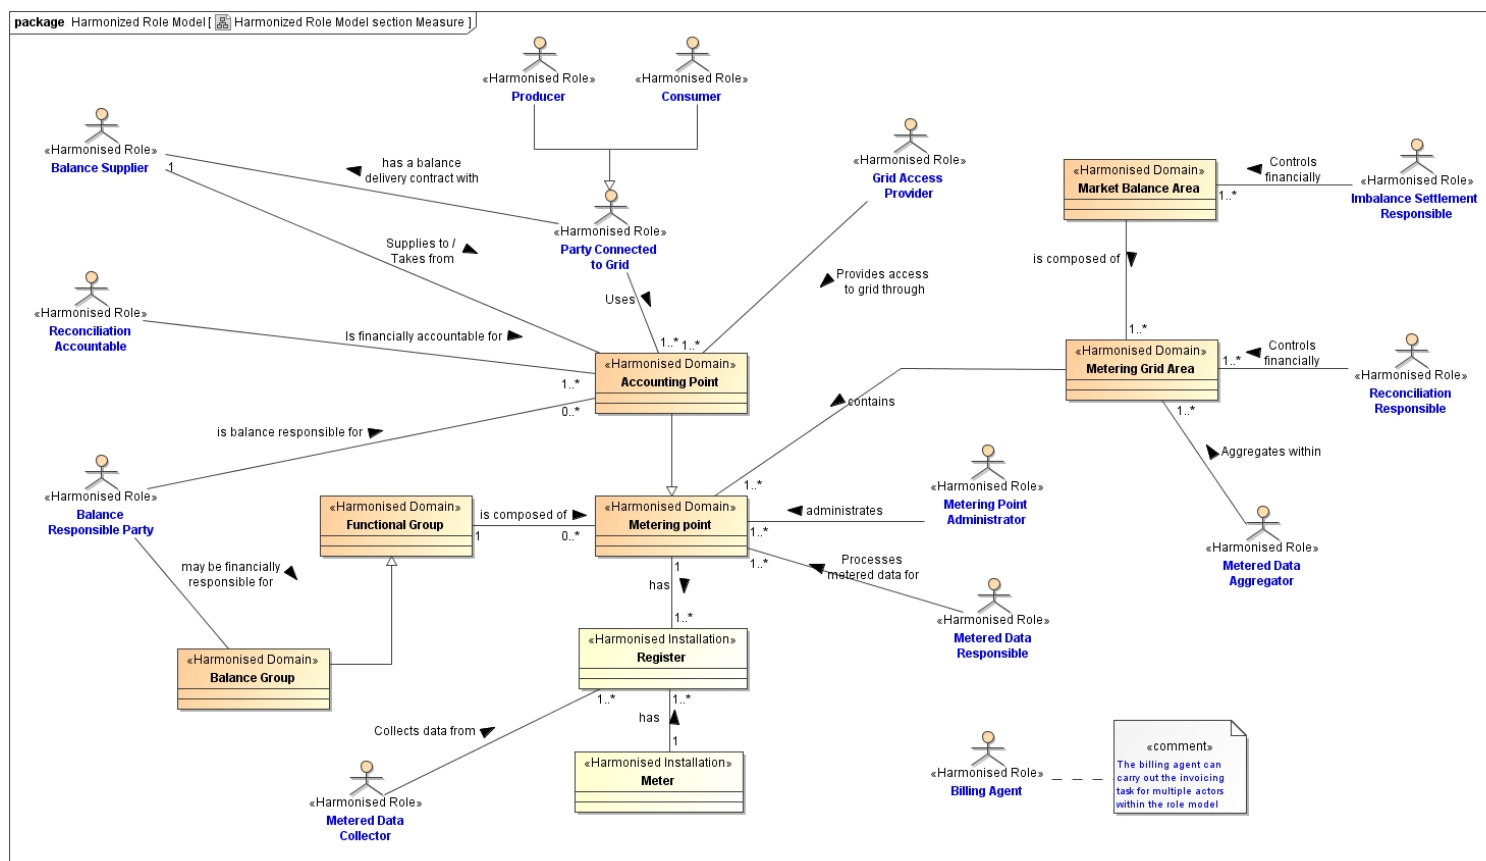 package Harmonized Role Model [ Harmonized Role Model section Measure ]
«Harmonised Role»
Producer
«Harmonised Role»
Consumer
«Harmonised Role»
Balance Supplier
1
has a balance
delivery contract with
«Harmonised Role»
Grid Access
Provider
«Harmonised Domain»
Market Balance Area
1..*
Controls
financially
«Harmonised Role»
Imbalance Settlement
Responsible
«Harmonised Role»
Party Connected
to Grid
Supplies to /
Takes from
is composed of
Provides access
to grid through
Uses
«Harmonised Role»
Reconciliation
Accountable
Is financially accountable for
1..*
1..*
1..*
«Harmonised Domain»
Accounting Point
1..*
0..*
«Harmonised Domain»
Metering Grid Area
1..*
Controls
financially
«Harmonised Role»
Reconciliation
Responsible
1..*
contains
is balance responsible for
Aggregates within
«Harmonised Role»
Balance
Responsible Party
«Harmonised Domain»
Functional Group
1
is composed of
0..*
«Harmonised Domain»
Metering point
1..*
1..*
1..*
1
administrates
«Harmonised Role»
Metering Point
Administrator
«Harmonised Role»
Metered Data
Aggregator
may be financially
responsible for
has
Processes
metered data for
1..*
«Harmonised Role»
Metered Data
Responsible
«Harmonised Installation»
Register
«Harmonised Domain»
Balance Group
1..*
1..*
Collects data from
has
1
«Harmonised Installation»
Meter
«Harmonised Role»
Metered Data
Collector
«Harmonised Role»
Billing Agent
«comment»
The billing agent can
carry out the invoicing
task for multiple actors
within the role model